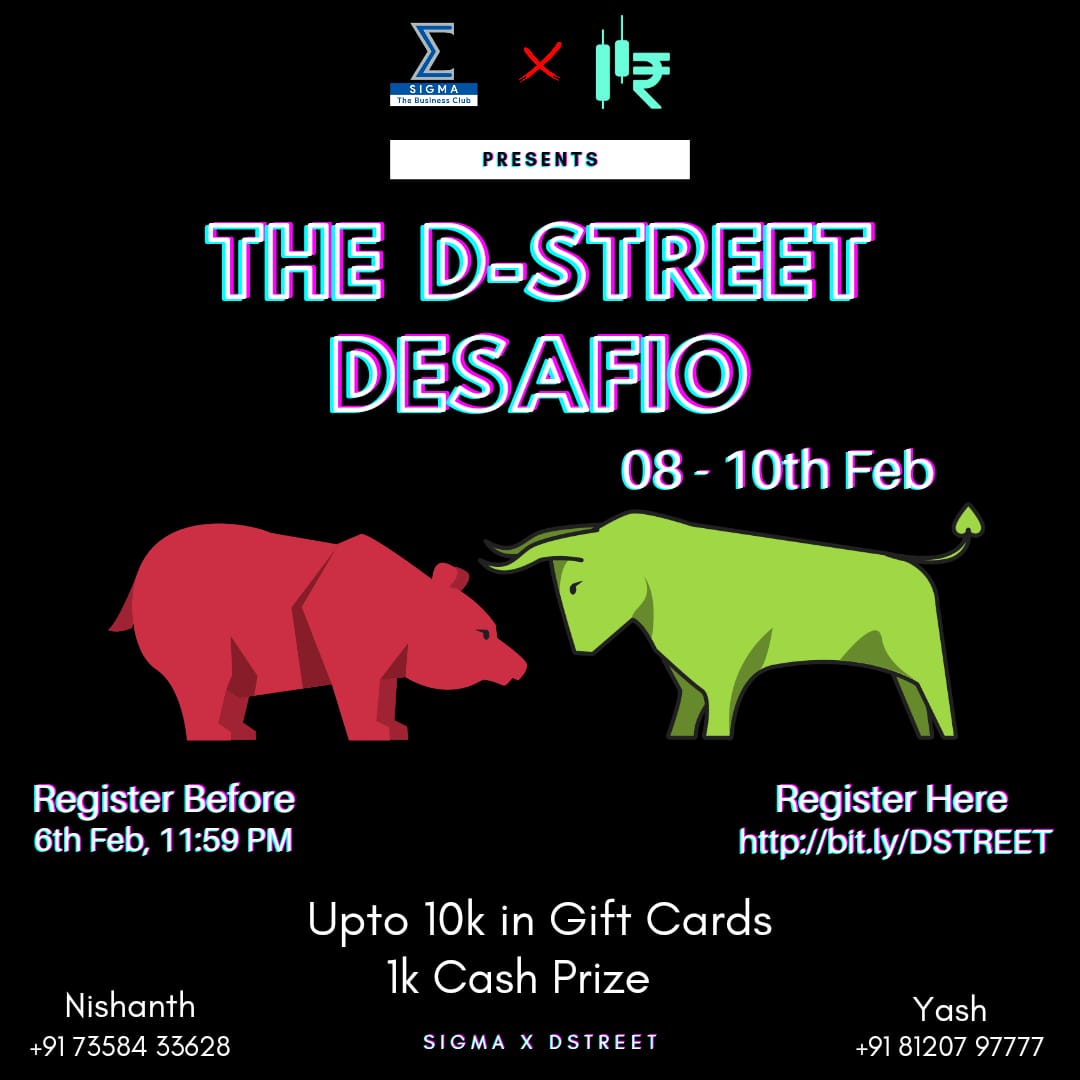 SIGMA
The Business Club
PRESENTS
THE D-STREET
DESAFIO
08 - 10th Feb
Register Before
6th Feb, 11:59 PM
Register Here
http://bit.ly/DSTREET
Upto 10k in Gift Cards
1k Cash Prize
Nishanth
+91 73584 33628
SIGMA X DSTREET
Yash
+91 81207 97777